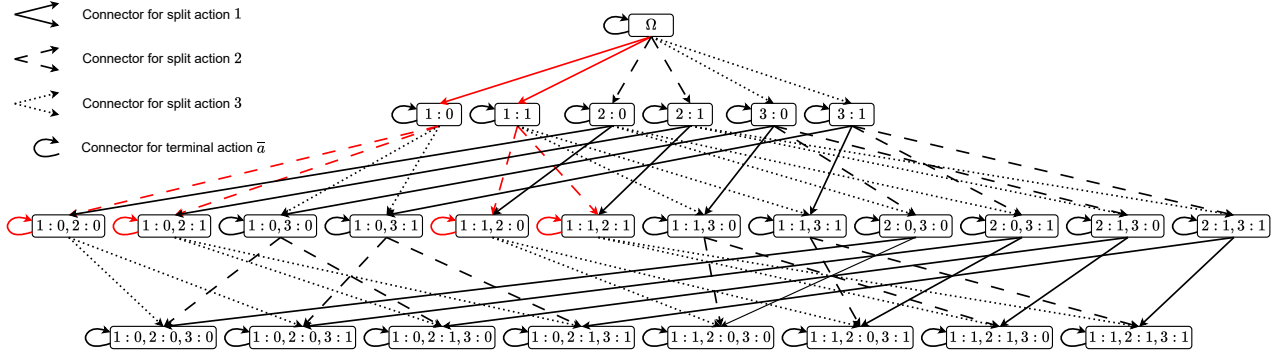 Connector for split action 1
Connector for split action 2
Connector for split action 3
Connector for terminal action a̅
Ω
1 : 0 1 : 1 2 : 0 2 : 1 3 : 0 3 : 1
1 : 0, 2 : 0 1 : 0, 2 : 1 1 : 0, 3 : 0 1 : 0, 3 : 1 1 : 1, 2 : 0 1 : 1, 2 : 1 1 : 1, 3 : 0 1 : 1, 3 : 1 2 : 0, 3 : 0 2 : 0, 3 : 1 2 : 1, 3 : 0 2 : 1, 3 : 1
1 : 0, 2 : 0, 3 : 0 1 : 0, 2 : 0, 3 : 1 1 : 0, 2 : 1, 3 : 0 1 : 0, 2 : 1, 3 : 1 1 : 1, 2 : 0, 3 : 0 1 : 1, 2 : 0, 3 : 1 1 : 1, 2 : 1, 3 : 0 1 : 1, 2 : 1, 3 : 1